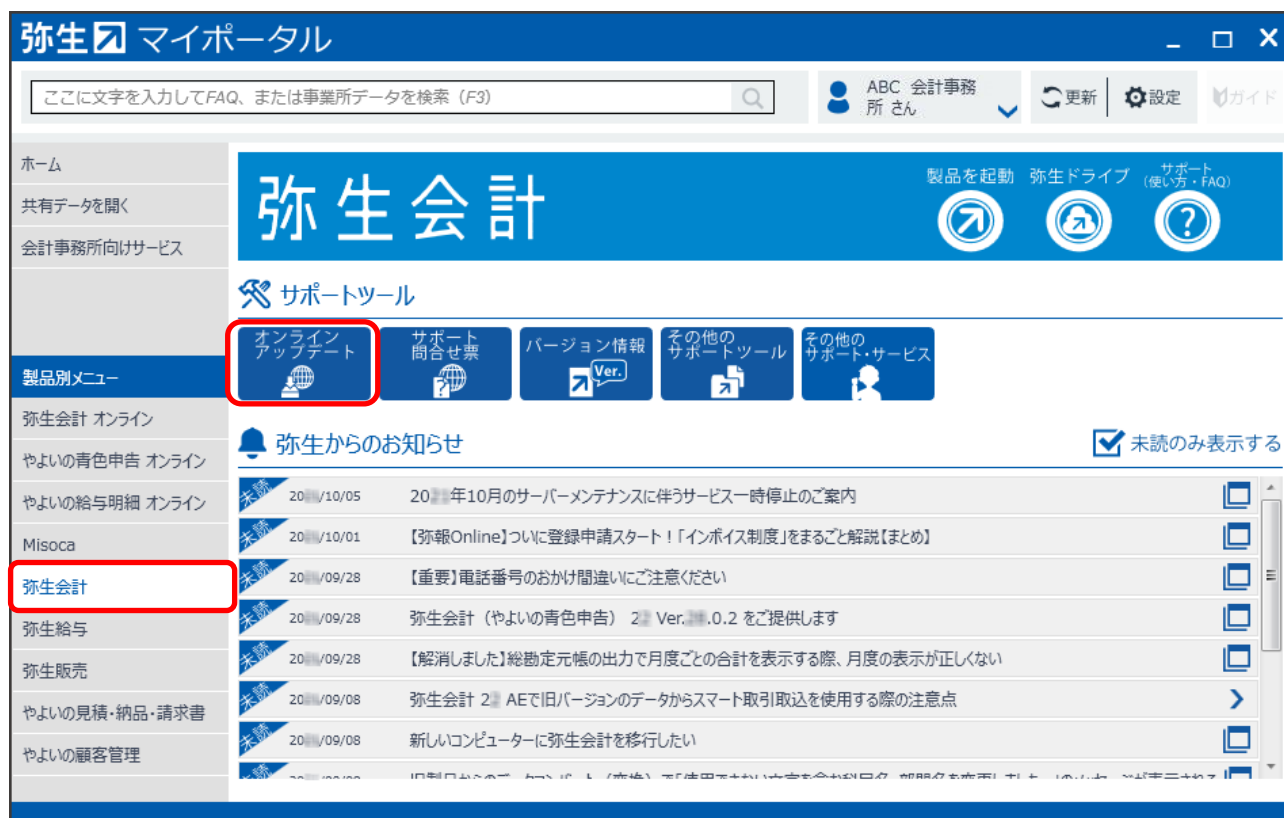 弥生 マイポータル
ここに文字を入力してFAQ、または事業所データを検索（F3）
ABC 会計事務
所 さん
更新
設定
ガイド
ホーム
共有データを開く
会計事務所向けサービス
製品別メニュー
弥生会計 オンライン
やよいの青色申告 オンライン
やよいの給与明細 オンライン
Misoca
弥生会計
弥生給与
弥生販売
やよいの見積・納品・請求書
やよいの顧客管理
弥生会計
製品を起動
弥生ドライブ
サポート
(使い方・FAQ)
サポートツール
オンライン
アップデート
サポート
問合せ票
バージョン情報
Ver.
その他の
サポートツール
その他の
サポート・サービス
弥生からのお知らせ
未読のみ表示する
未読 20 /10/05 20 年10月のサーバーメンテナンスに伴うサービス一時停止のご案内
未読 20 /10/01 【弥報Online】ついに登録申請スタート！「インボイス制度」をまるごと解説【まとめ】
未読 20 /09/28 【重要】電話番号のおかけ間違いにご注意ください
未読 20 /09/28 弥生会計（やよいの青色申告） 2 Ver. .0.2 をご提供します
未読 20 /09/28 【解消しました】総勘定元帳の出力で月度ごとの合計を表示する際、月度の表示が正しくない
未読 20 /09/08 弥生会計 2 AEで旧バージョンのデータからスマート取引取込を使用する際の注意点
未読 20 /09/08 新しいコンピューターに弥生会計を移行したい